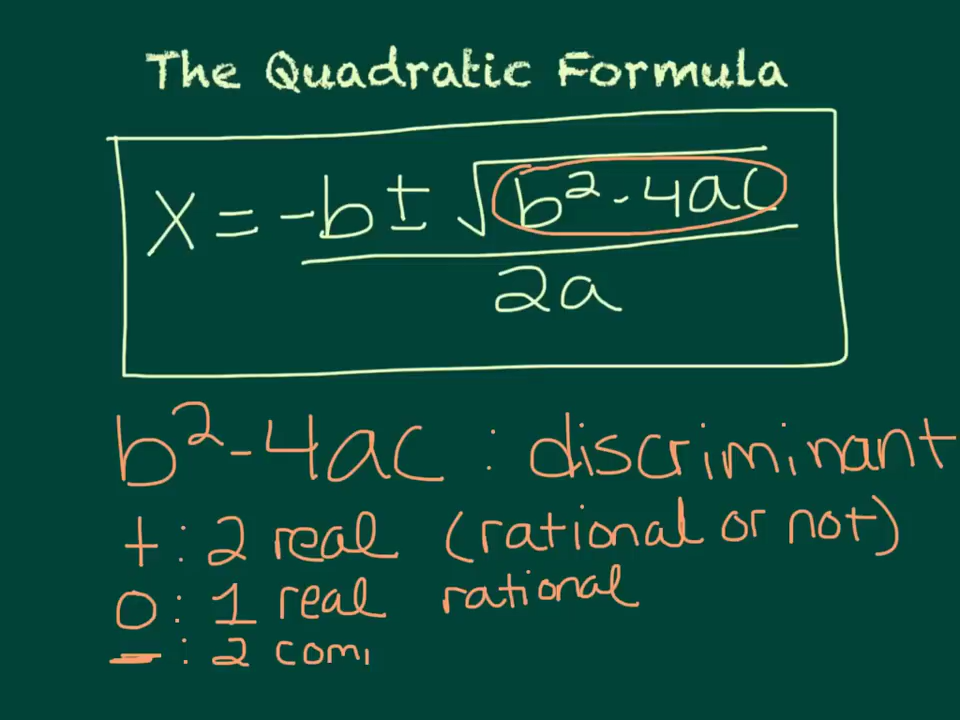 The Quadratic Formula
x = -b ± √b² - 4ac
2a
b² - 4ac : discriminant
+ : 2 real (rational or not)
0 : 1 real rational
- : 2 com